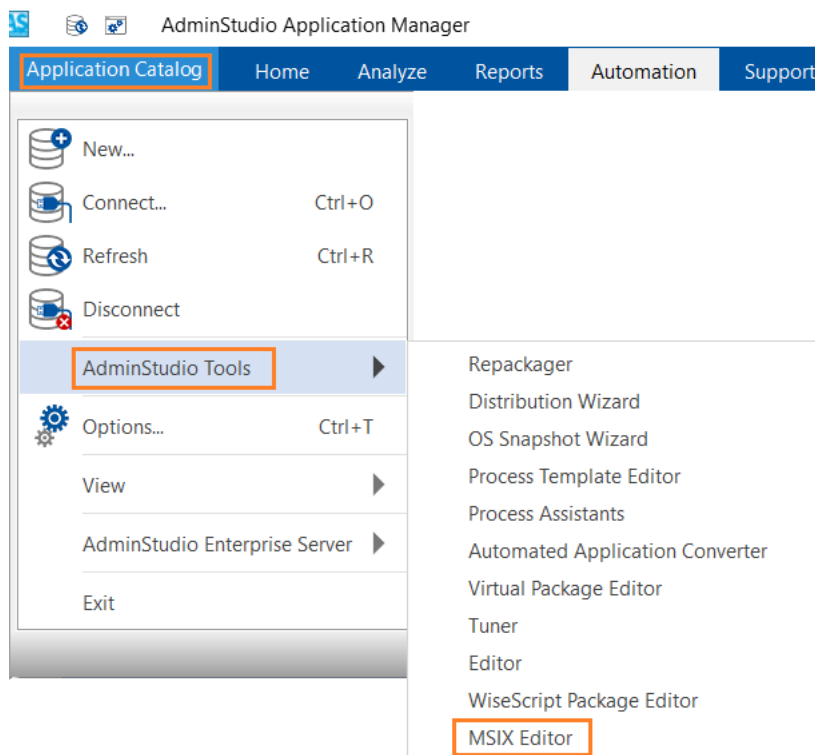 AS AdminStudio Application Manager
Application Catalog Home Analyze Reports Automation Support
New...
Connect... Ctrl+O
Refresh Ctrl+R
Disconnect
AdminStudio Tools
Options... Ctrl+T
View
AdminStudio Enterprise Server
Exit
Repackager
Distribution Wizard
OS Snapshot Wizard
Process Template Editor
Process Assistants
Automated Application Converter
Virtual Package Editor
Tuner
Editor
WiseScript Package Editor
MSIX Editor